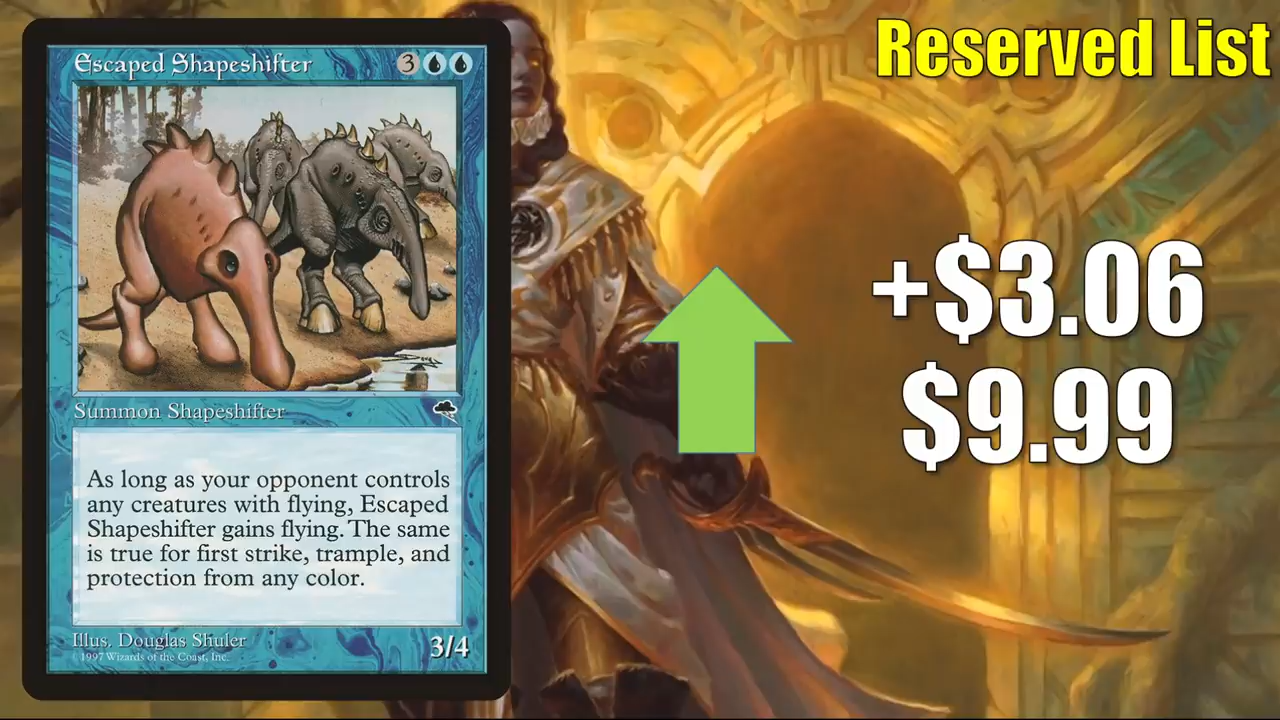 Escaped Shapeshifter 3
Summon Shapeshifter
As long as your opponent controls
any creatures with flying, Escaped
Shapeshifter gains flying. The same
is true for first strike, trample, and
protection from any color.
Illus. Douglas Shuler
© 1997 Wizards of the Coast, Inc.
3/4
Reserved List
+$3.06
$9.99